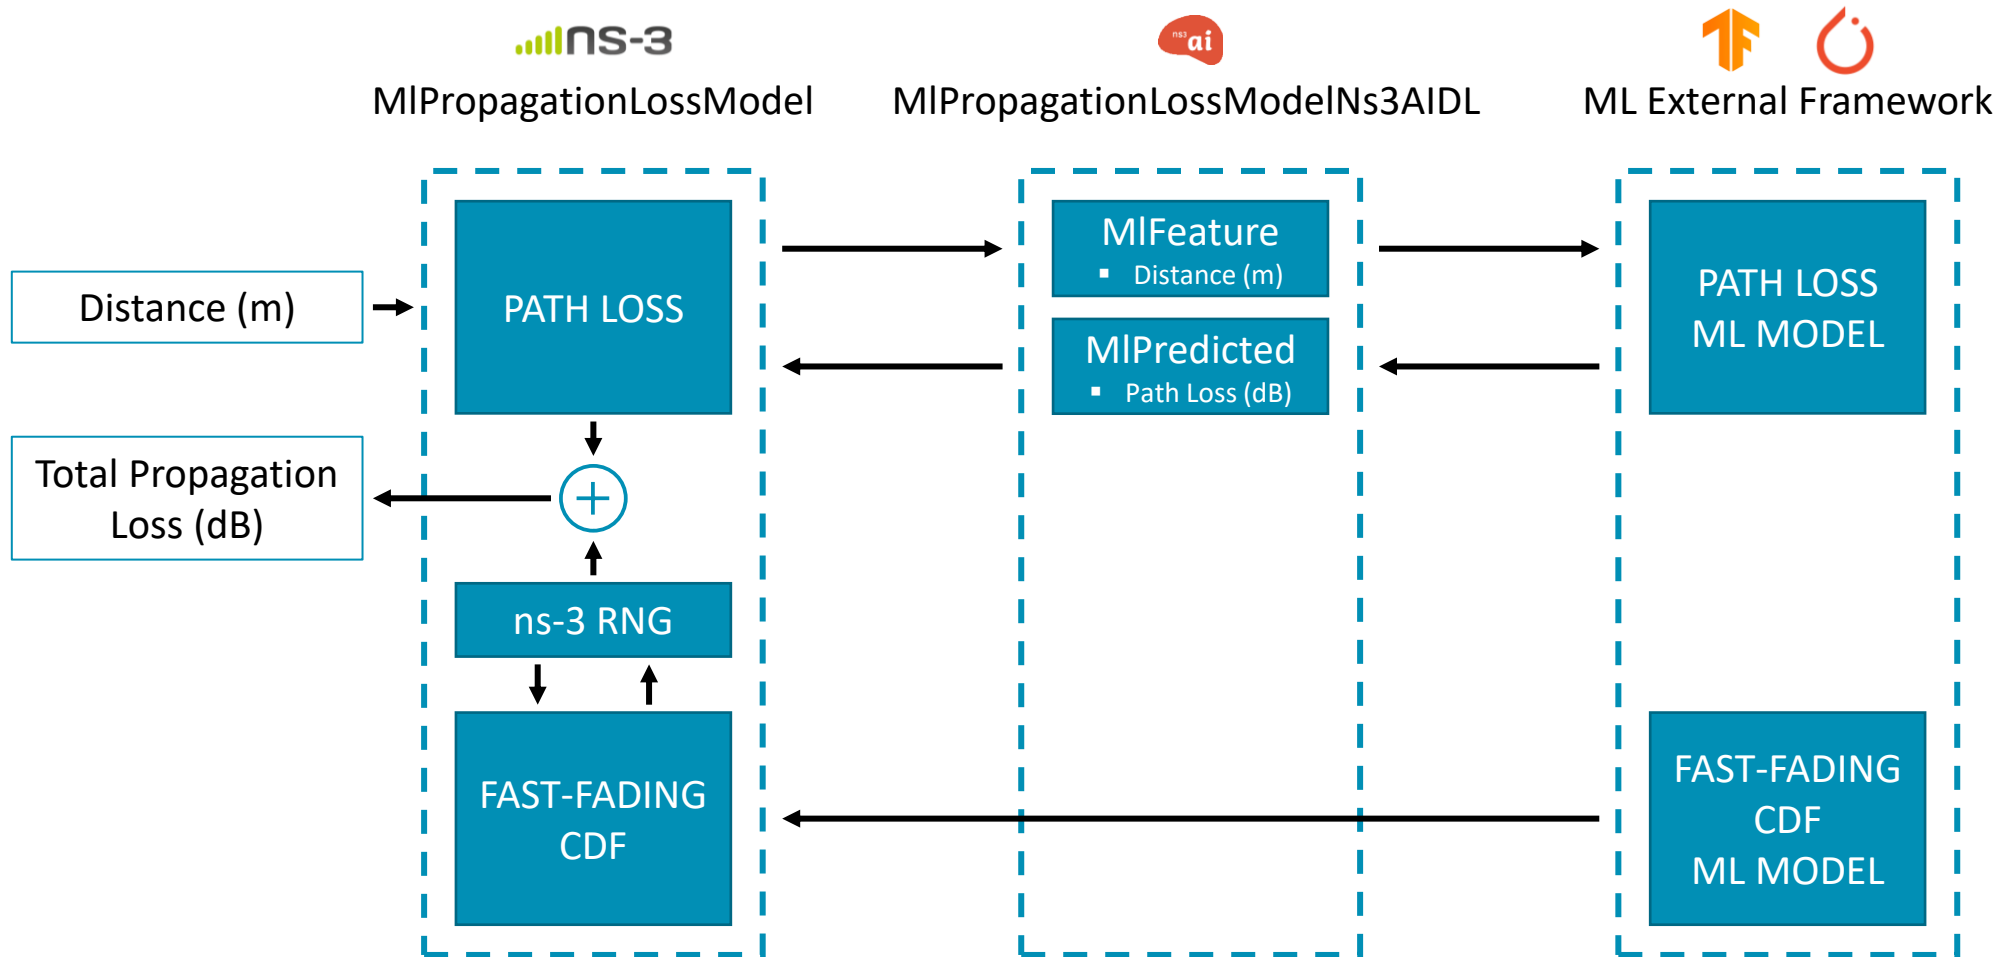 ns-3
ns3 ai
MlPropagationLossModel
MlPropagationLossModelNs3AIDL
ML External Framework
Distance (m)
PATH LOSS
MlFeature
▪ Distance (m)
MlPredicted
▪ Path Loss (dB)
PATH LOSS
ML MODEL
Total Propagation
Loss (dB)
+
ns-3 RNG
FAST-FADING
CDF
FAST-FADING
CDF
ML MODEL